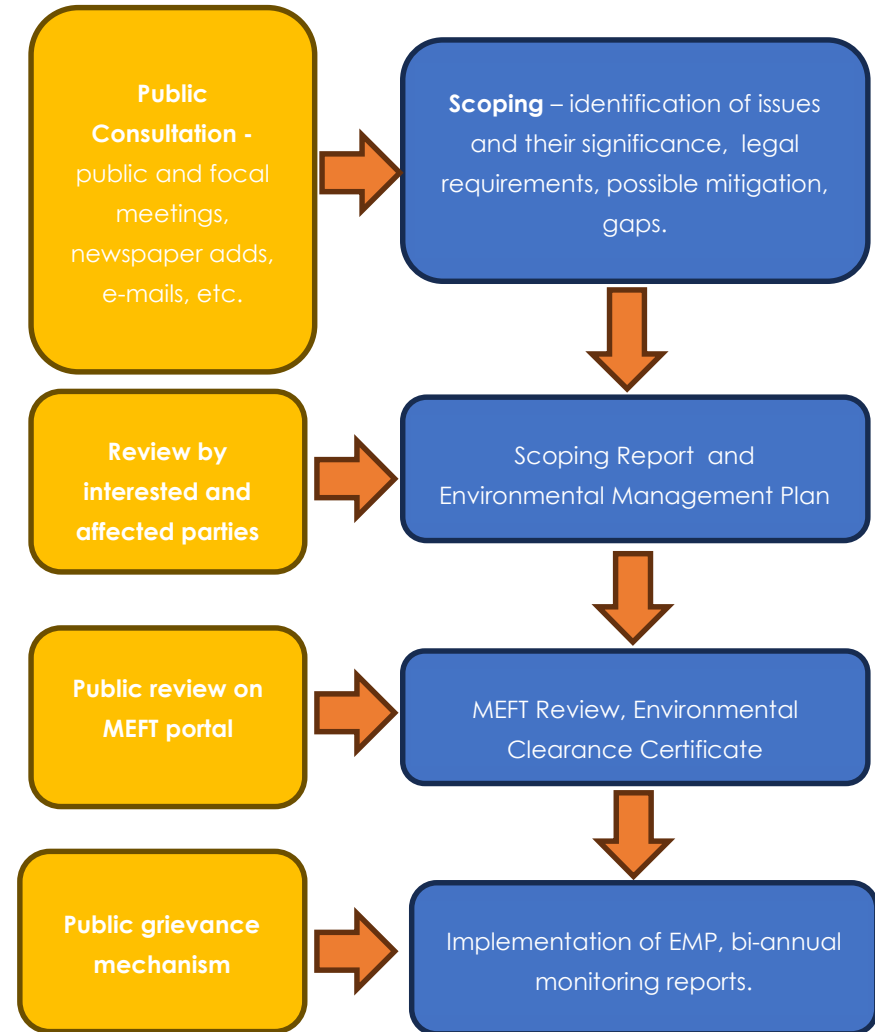 Public
Consultation -
public and focal
meetings,
newspaper adds,
e-mails, etc.
Scoping – identification of issues
and their significance, legal
requirements, possible mitigation,
gaps.
Review by
interested and
affected parties
Scoping Report and
Environmental Management Plan
Public review on
MEFT portal
MEFT Review, Environmental
Clearance Certificate
Public grievance
mechanism
Implementation of EMP, bi-annual
monitoring reports.